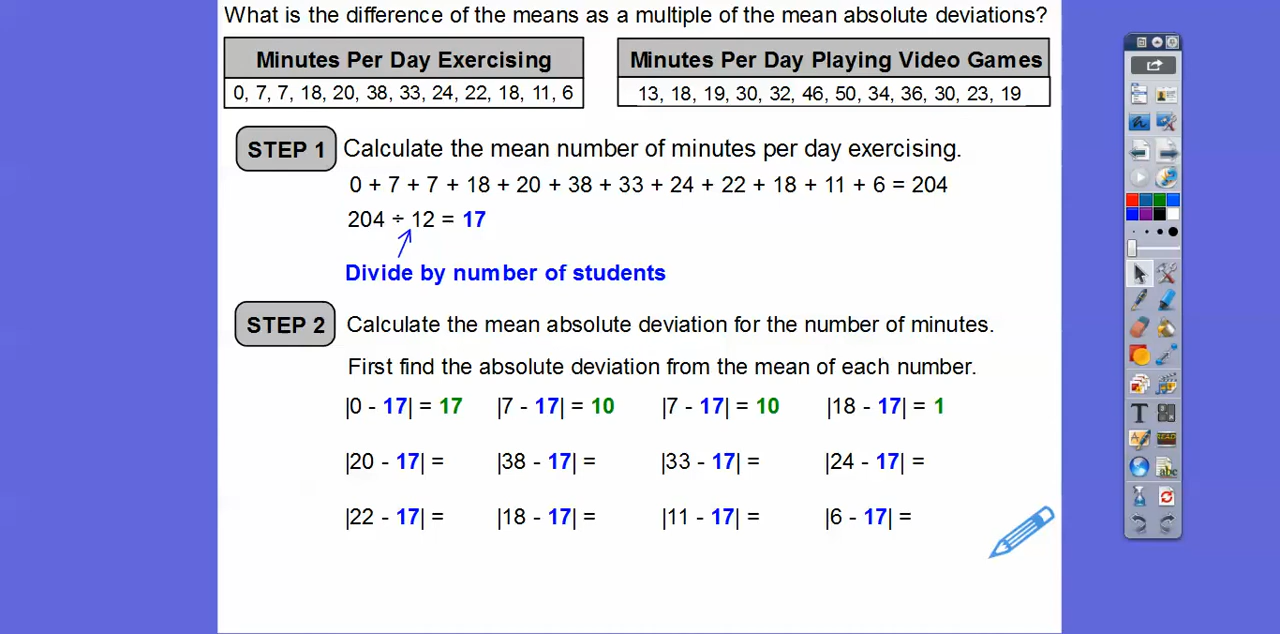 What is the difference of the means as a multiple of the mean absolute deviations?
Minutes Per Day Exercising
0, 7, 7, 18, 20, 38, 33, 24, 22, 18, 11, 6
Minutes Per Day Playing Video Games
13, 18, 19, 30, 32, 46, 50, 34, 36, 30, 23, 19
STEP 1 Calculate the mean number of minutes per day exercising.
0 + 7 + 7 + 18 + 20 + 38 + 33 + 24 + 22 + 18 + 11 + 6 = 204
204 ÷ 12 = 17
Divide by number of students
STEP 2 Calculate the mean absolute deviation for the number of minutes.
First find the absolute deviation from the mean of each number.
|0 - 17| = 17 |7 - 17| = 10 |7 - 17| = 10 |18 - 17| = 1
|20 - 17| = |38 - 17| = |33 - 17| = |24 - 17| =
|22 - 17| = |18 - 17| = |11 - 17| = |6 - 17| =